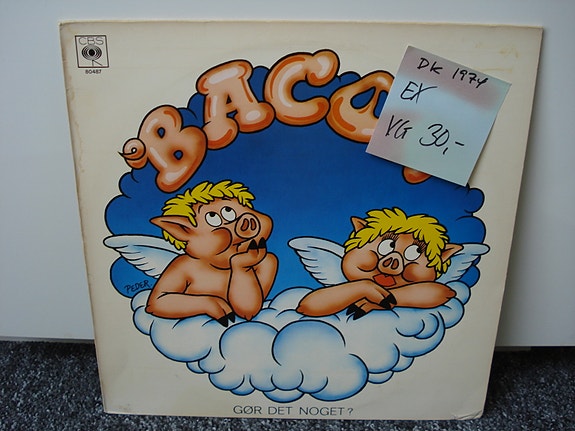 CBS
80487
BACO
DK 1974
EX
VG 30,-
PEDER
GØR DET NOGET?